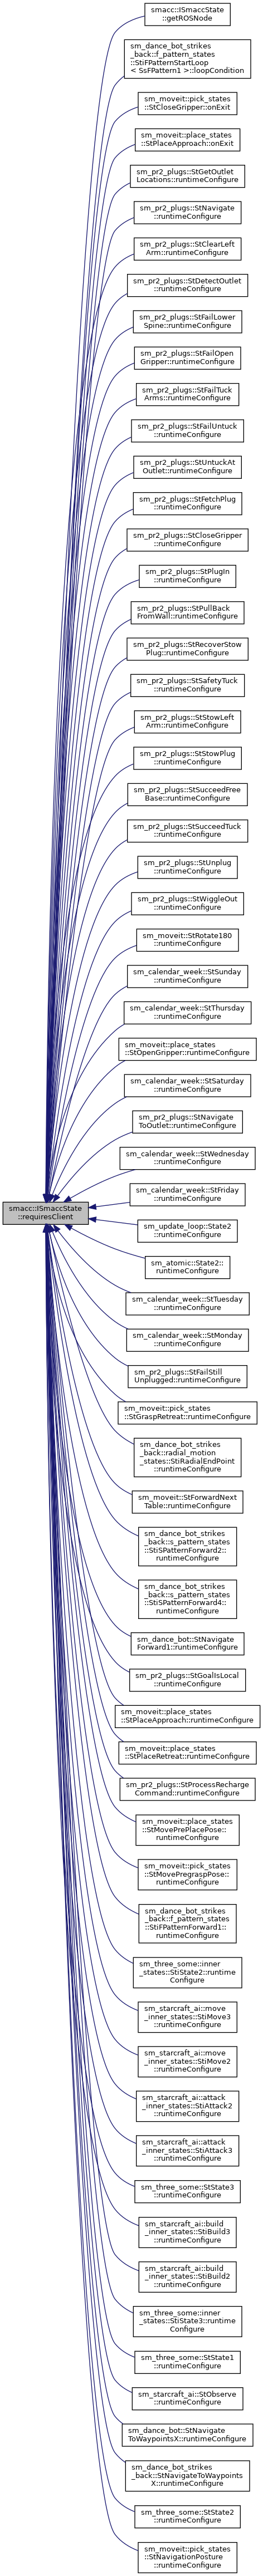 smacc::ISmaccState
::getROSNode
sm_dance_bot_strikes
_back::f_pattern_states
::StiFPatternStartLoop
< SsFPattern1 >::loopCondition
sm_moveit::pick_states
::StCloseGripper::onExit
sm_moveit::place_states
::StPlaceApproach::onExit
sm_pr2_plugs::StGetOutlet
Locations::runtimeConfigure
sm_pr2_plugs::StNavigate
::runtimeConfigure
sm_pr2_plugs::StClearLeft
Arm::runtimeConfigure
sm_pr2_plugs::StDetectOutlet
::runtimeConfigure
sm_pr2_plugs::StFailLower
Spine::runtimeConfigure
sm_pr2_plugs::StFailOpen
Gripper::runtimeConfigure
sm_pr2_plugs::StFailTuck
Arms::runtimeConfigure
sm_pr2_plugs::StFailUntuck
::runtimeConfigure
sm_pr2_plugs::StUntuckAt
Outlet::runtimeConfigure
sm_pr2_plugs::StFetchPlug
::runtimeConfigure
sm_pr2_plugs::StCloseGripper
::runtimeConfigure
sm_pr2_plugs::StPlugIn
::runtimeConfigure
sm_pr2_plugs::StPullBack
FromWall::runtimeConfigure
sm_pr2_plugs::StRecoverStow
Plug::runtimeConfigure
sm_pr2_plugs::StSafetyTuck
::runtimeConfigure
sm_pr2_plugs::StStowLeft
Arm::runtimeConfigure
sm_pr2_plugs::StStowPlug
::runtimeConfigure
sm_pr2_plugs::StSucceedFree
Base::runtimeConfigure
sm_pr2_plugs::StSucceedTuck
::runtimeConfigure
sm_pr2_plugs::StUnplug
::runtimeConfigure
sm_pr2_plugs::StWiggleOut
::runtimeConfigure
sm_moveit::StRotate180
::runtimeConfigure
sm_calendar_week::StSunday
::runtimeConfigure
sm_calendar_week::StThursday
::runtimeConfigure
sm_moveit::place_states
::StOpenGripper::runtimeConfigure
sm_calendar_week::StSaturday
::runtimeConfigure
sm_pr2_plugs::StNavigate
ToOutlet::runtimeConfigure
sm_calendar_week::StWednesday
::runtimeConfigure
smacc::ISmaccState
::requiresClient
sm_calendar_week::StFriday
::runtimeConfigure
sm_update_loop::State2
::runtimeConfigure
sm_atomic::State2::
runtimeConfigure
sm_calendar_week::StTuesday
::runtimeConfigure
sm_calendar_week::StMonday
::runtimeConfigure
sm_pr2_plugs::StFailStill
Unplugged::runtimeConfigure
sm_moveit::pick_states
::StGraspRetreat::runtimeConfigure
sm_dance_bot_strikes
_back::radial_motion
_states::StiRadialEndPoint
::runtimeConfigure
sm_moveit::StForwardNext
Table::runtimeConfigure
sm_dance_bot_strikes
_back::s_pattern_states
::StiSPatternForward2::
runtimeConfigure
sm_dance_bot_strikes
_back::s_pattern_states
::StiSPatternForward4::
runtimeConfigure
sm_dance_bot::StNavigate
Forward1::runtimeConfigure
sm_pr2_plugs::StGoalIsLocal
::runtimeConfigure
sm_moveit::place_states
::StPlaceApproach::runtimeConfigure
sm_moveit::place_states
::StPlaceRetreat::runtimeConfigure
sm_pr2_plugs::StProcessRecharge
Command::runtimeConfigure
sm_moveit::place_states
::StMovePrePlacePose::
runtimeConfigure
sm_moveit::pick_states
::StMovePregraspPose::
runtimeConfigure
sm_dance_bot_strikes
_back::f_pattern_states
::StiFPatternForward1::
runtimeConfigure
sm_three_some::inner
_states::StiState2::runtime
Configure
sm_starcraft_ai::move
_inner_states::StiMove3
::runtimeConfigure
sm_starcraft_ai::move
_inner_states::StiMove2
::runtimeConfigure
sm_starcraft_ai::attack
_inner_states::StiAttack2
::runtimeConfigure
sm_starcraft_ai::attack
_inner_states::StiAttack3
::runtimeConfigure
sm_three_some::StState3
::runtimeConfigure
sm_starcraft_ai::build
_inner_states::StiBuild3
::runtimeConfigure
sm_starcraft_ai::build
_inner_states::StiBuild2
::runtimeConfigure
sm_three_some::inner
_states::StiState3::runtime
Configure
sm_three_some::StState1
::runtimeConfigure
sm_starcraft_ai::StObserve
::runtimeConfigure
sm_dance_bot::StNavigate
ToWaypointsX::runtimeConfigure
sm_dance_bot_strikes
_back::StNavigateToWaypoints
X::runtimeConfigure
sm_three_some::StState2
::runtimeConfigure
sm_moveit::pick_states
::StNavigationPosture
::runtimeConfigure